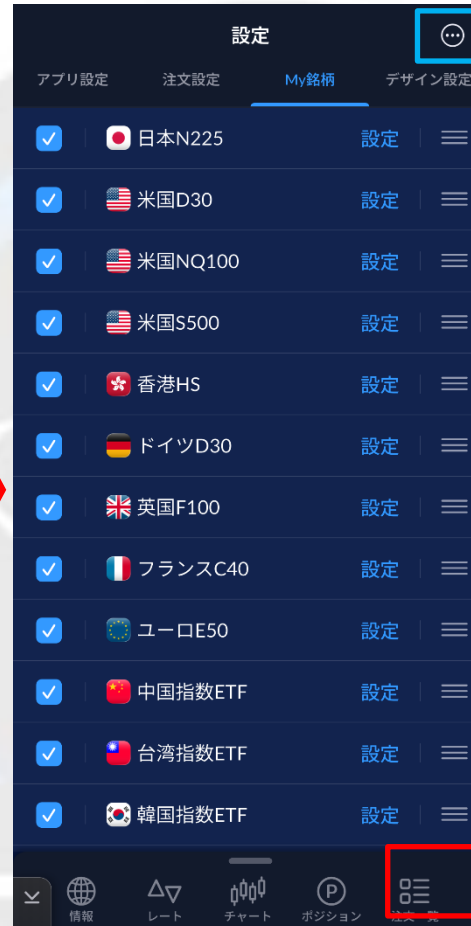 設定
アプリ設定 注文設定 My銘柄 デザイン設定
日本N225 設定
米国D30 設定
米国NQ100 設定
米国S500 設定
香港HS 設定
ドイツD30 設定
英国F100 設定
フランスC40 設定
ユーロE50 設定
中国指数ETF 設定
台湾指数ETF 設定
韓国指数ETF 設定
P
情報 レート チャート ポジション 注文一覧